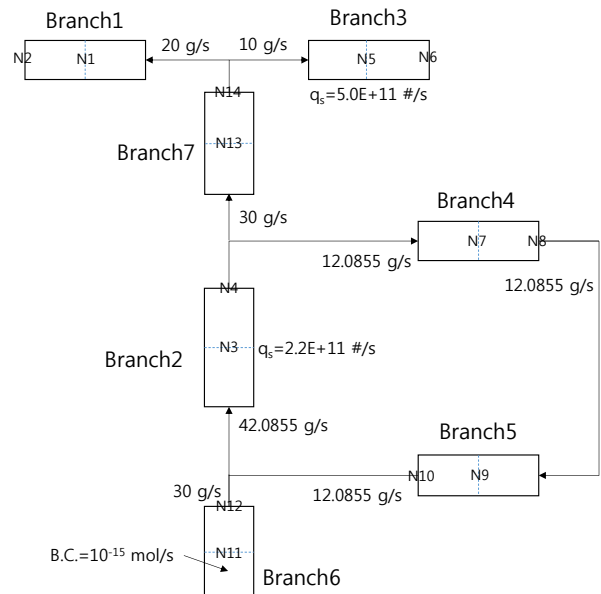 Branch1
Branch3
20 g/s
10 g/s
N2
N1
N5
N6
qs=5.0E+11 #/s
N14
N13
Branch7
30 g/s
Branch4
N7
N8
12.0855 g/s
12.0855 g/s
N4
N3
qs=2.2E+11 #/s
Branch2
42.0855 g/s
Branch5
N10
N9
30 g/s
12.0855 g/s
N12
N11
B.C.=10⁻¹⁵ mol/s
Branch6